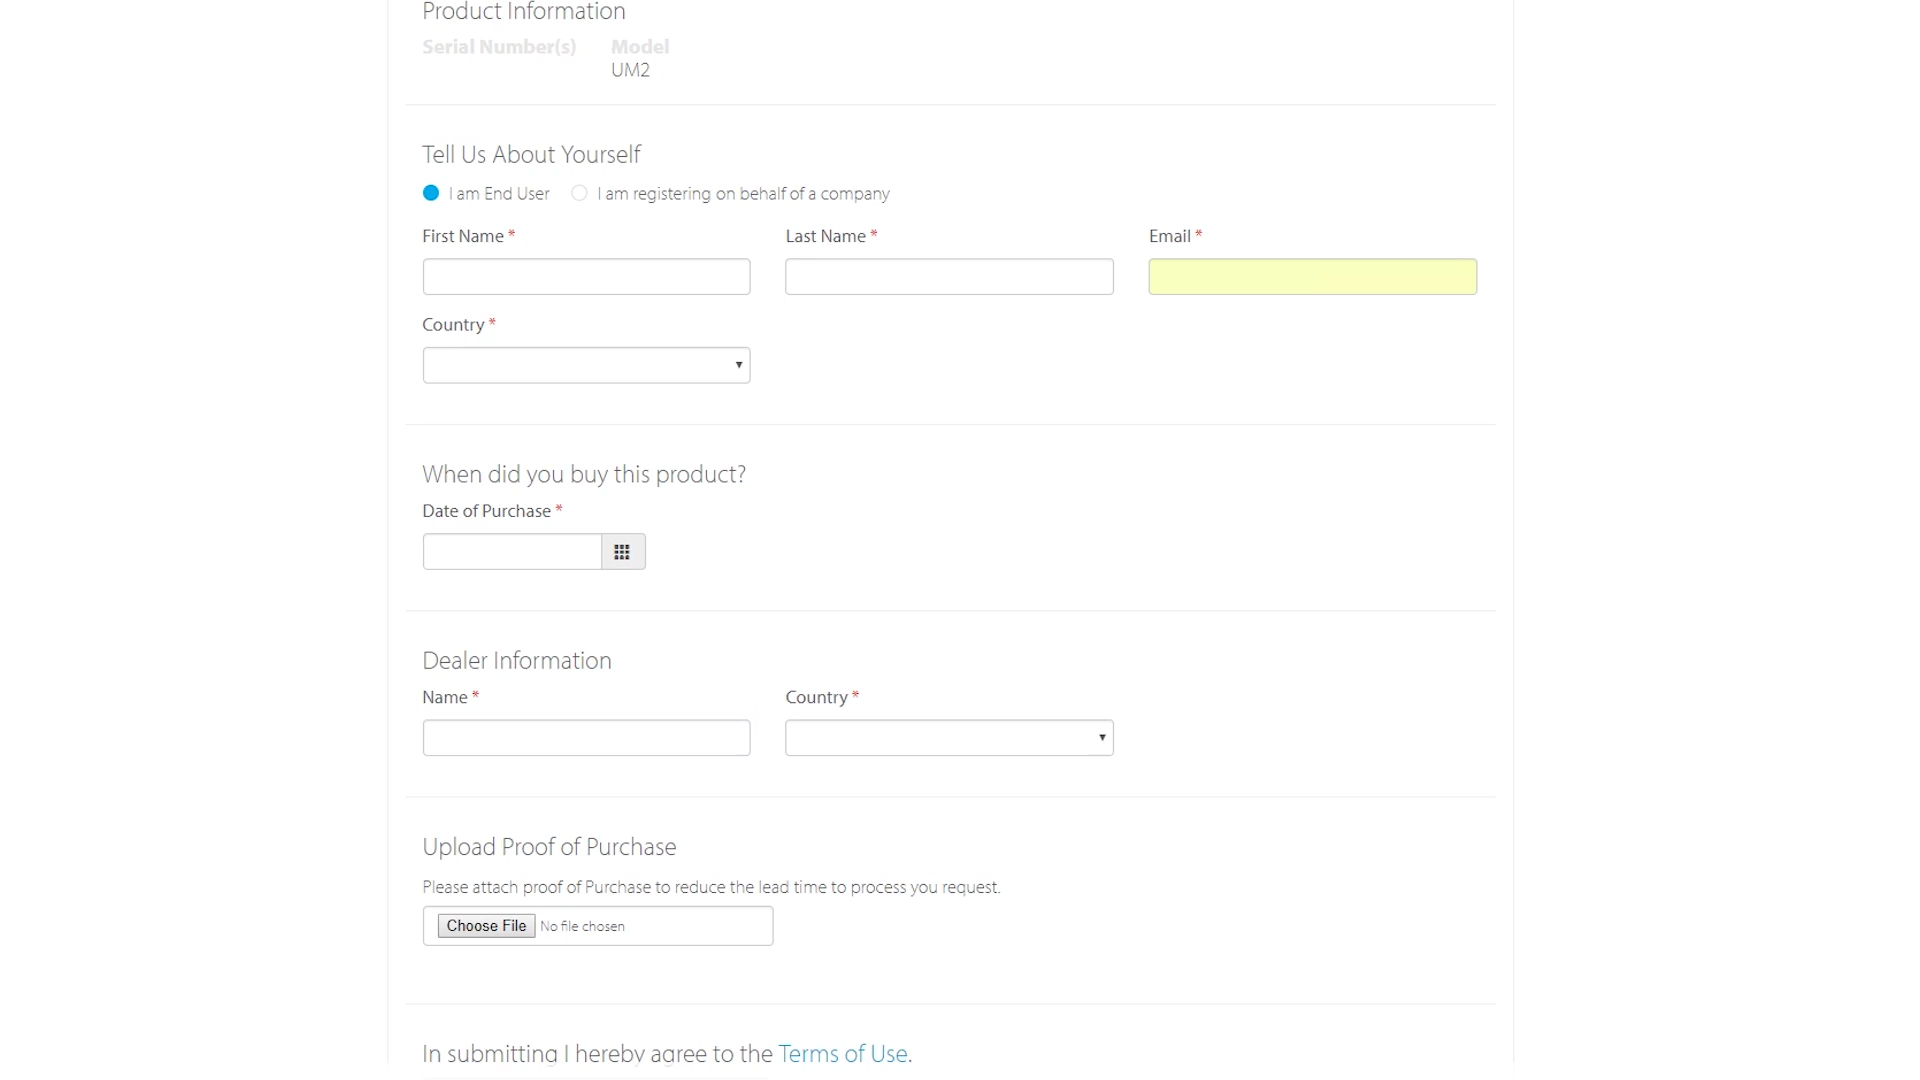 Product Information
Serial Number(s) Model
UM2
Tell Us About Yourself
I am End User I am registering on behalf of a company
First Name * Last Name * Email *
Country *
When did you buy this product?
Date of Purchase *
Dealer Information
Name * Country *
Upload Proof of Purchase
Please attach proof of Purchase to reduce the lead time to process you request.
Choose File No file chosen
In submitting I hereby agree to the Terms of Use.